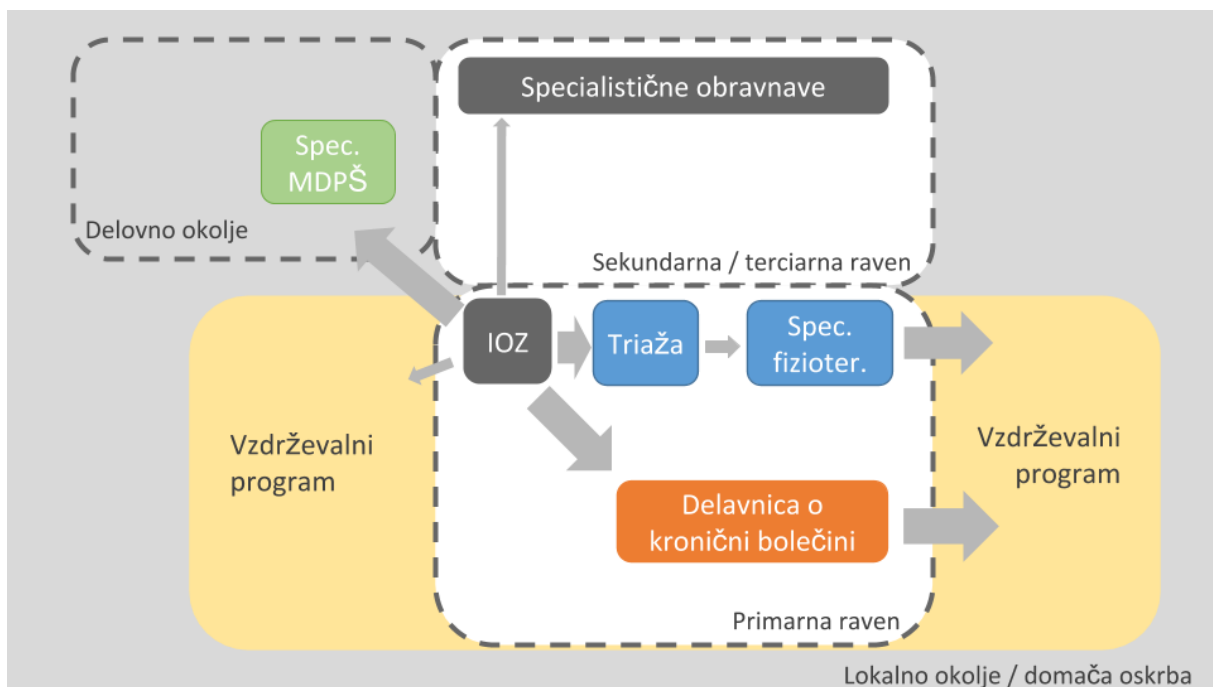 Specialistične obravnave
Spec.
MDPŠ
Delovno okolje
Sekundarna / terciarna raven
IOZ
Triaža
Spec.
fizioter.
Vzdrževalni
program
Vzdrževalni
program
Delavnica o
kronični bolečini
Primarna raven
Lokalno okolje / domača oskrba